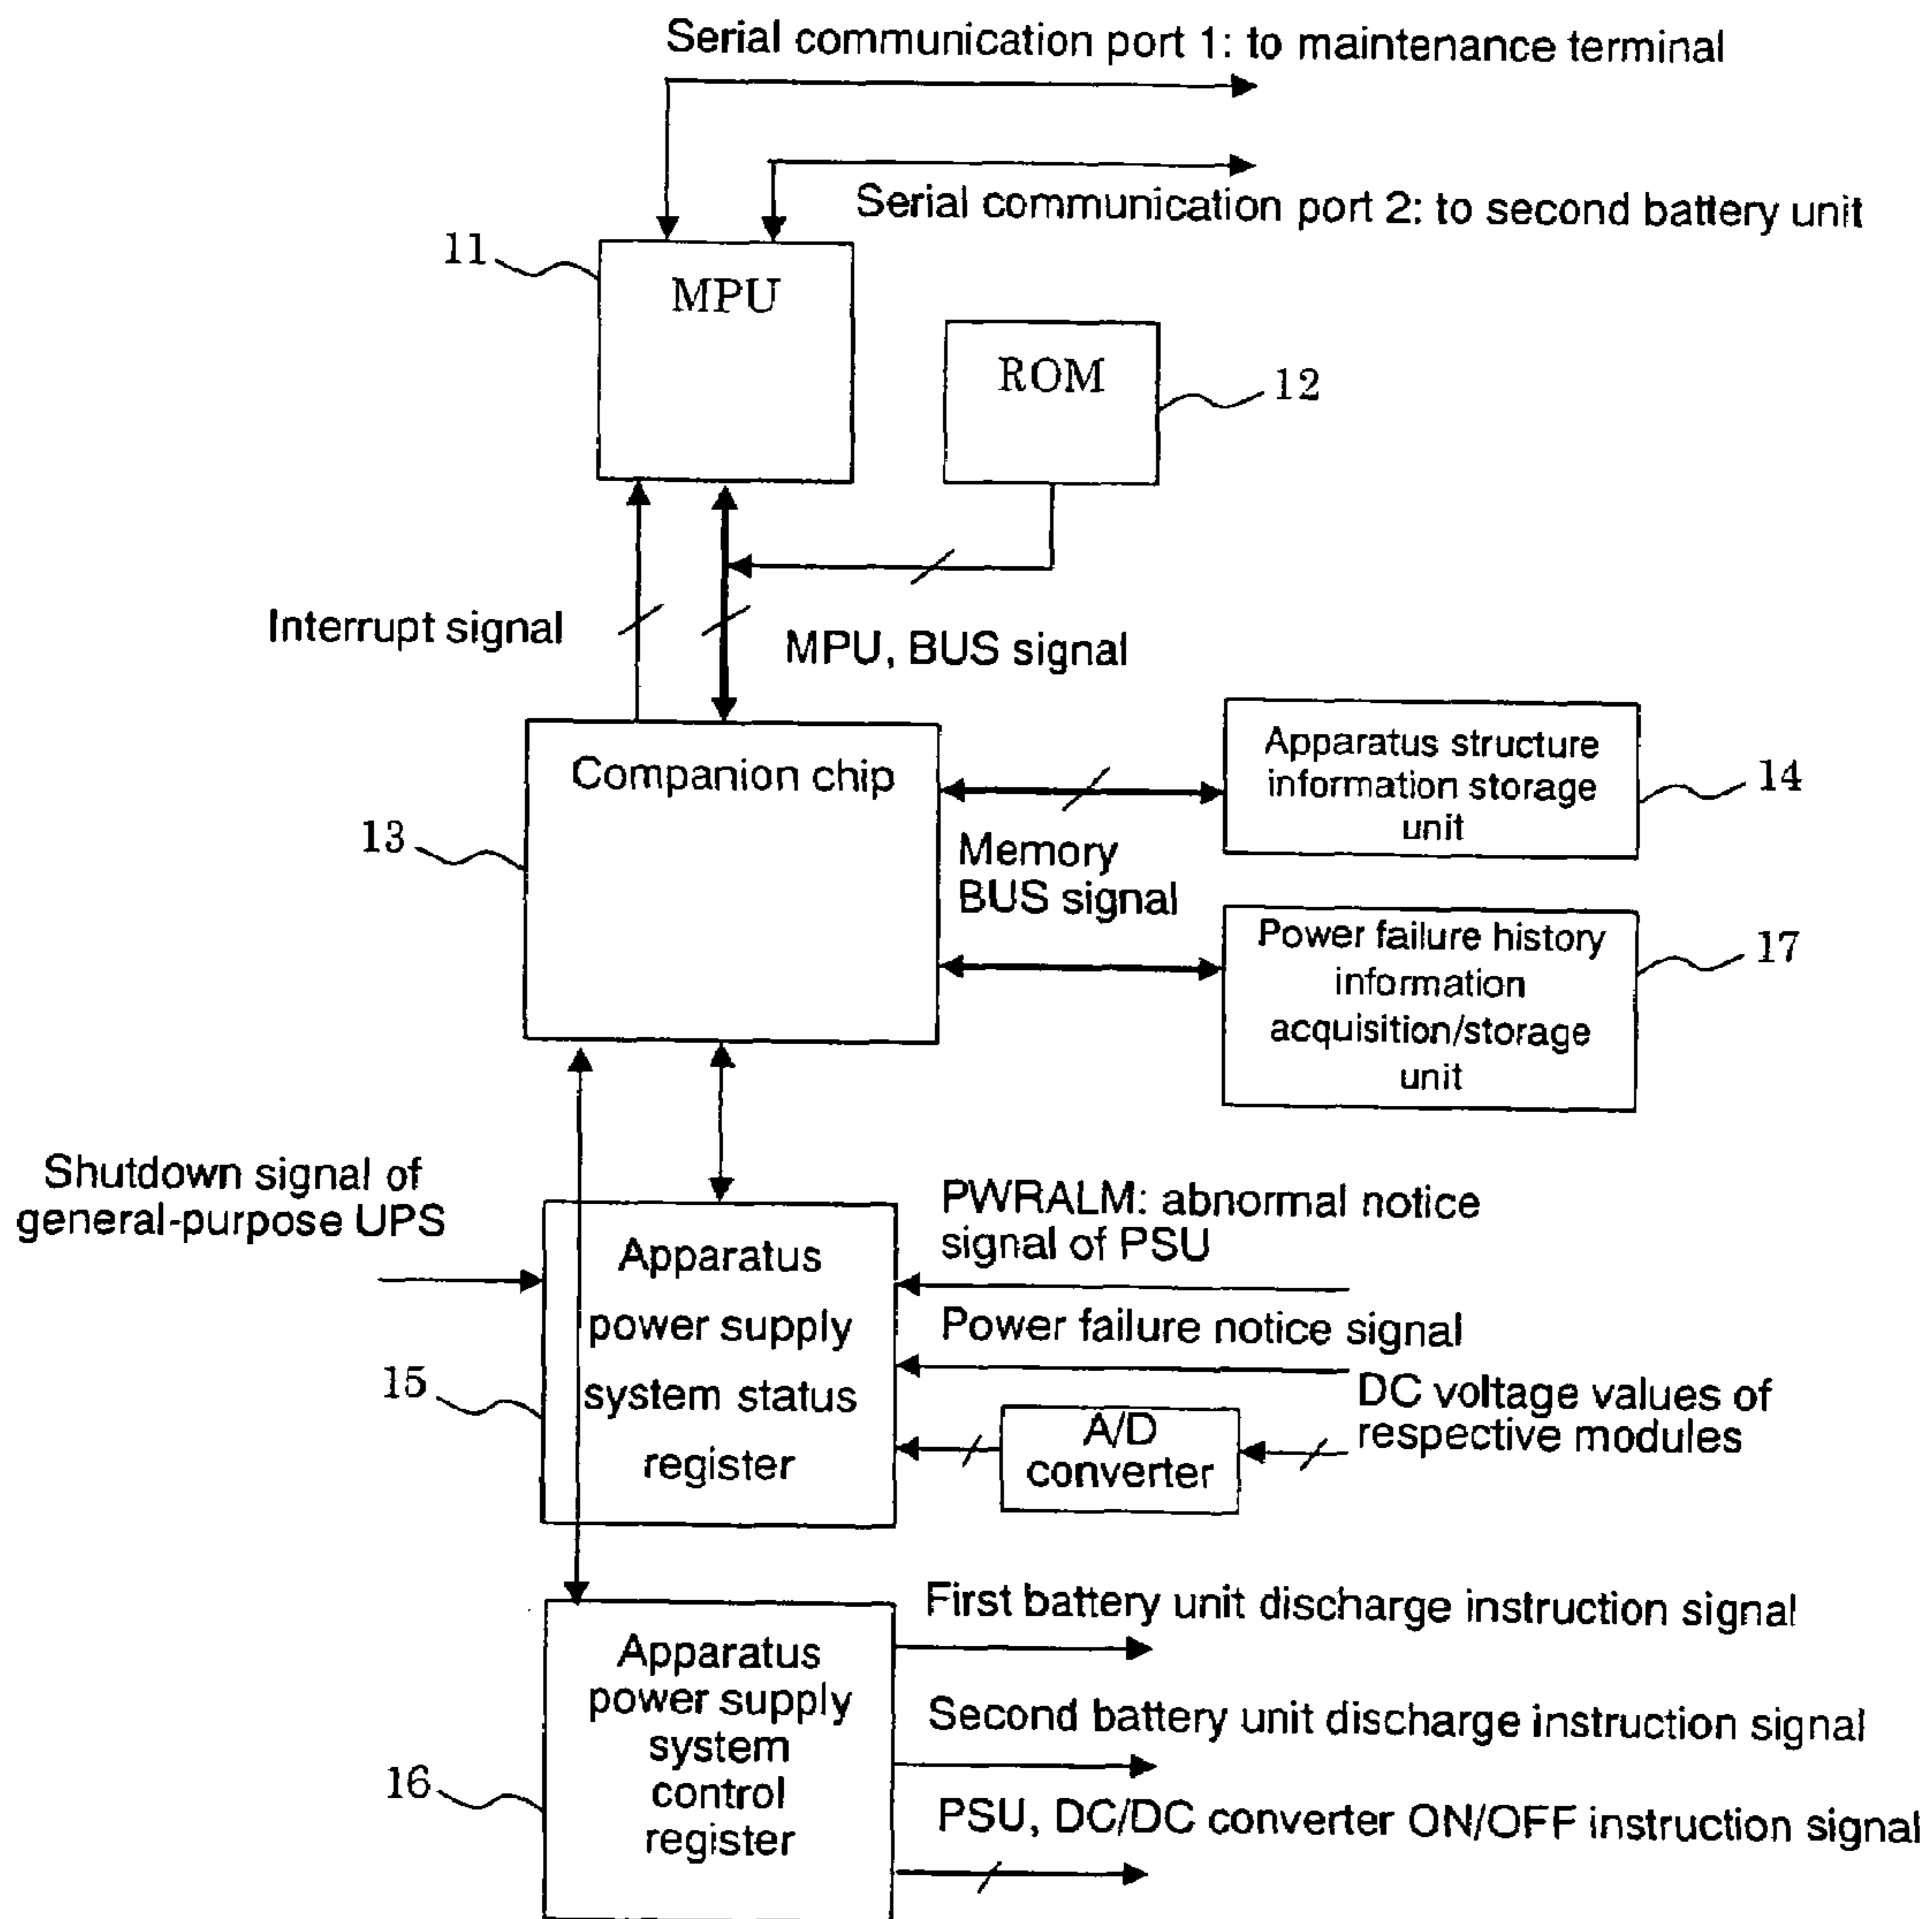 Serial communication port 1: to maintenance terminal
Serial communication port 2: to second battery unit
11
MPU
ROM
12
Interrupt signal
MPU, BUS signal
Companion chip
13
Apparatus structure
information storage
unit
14
Memory
BUS signal
Power failure history
information
acquisition/storage
unit
17
Shutdown signal of
general-purpose UPS
Apparatus
power supply
system status
register
15
PWRALM: abnormal notice
signal of PSU
Power failure notice signal
DC voltage values of
respective modules
A/D
converter
Apparatus
power supply
system
control
register
16
First battery unit discharge instruction signal
Second battery unit discharge instruction signal
PSU, DC/DC converter ON/OFF instruction signal